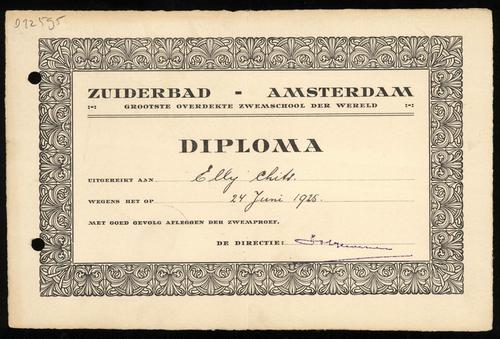 D12595
ZUIDERBAD - AMSTERDAM
GROOTSTE OVERDEKTE ZWEMSCHOOL DER WERELD
DIPLOMA
UITGEREIKT AAN Elly Chits.
WEGENS HET OP 24 Juni 1925.
MET GOED GEVOLG AFLEGGEN DER ZWEMPROEF.
DE DIRECTIE: